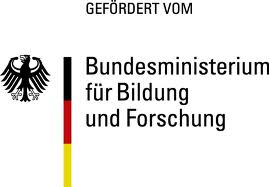 GEFÖRDERT VOM
Bundesministerium
für Bildung
und Forschung